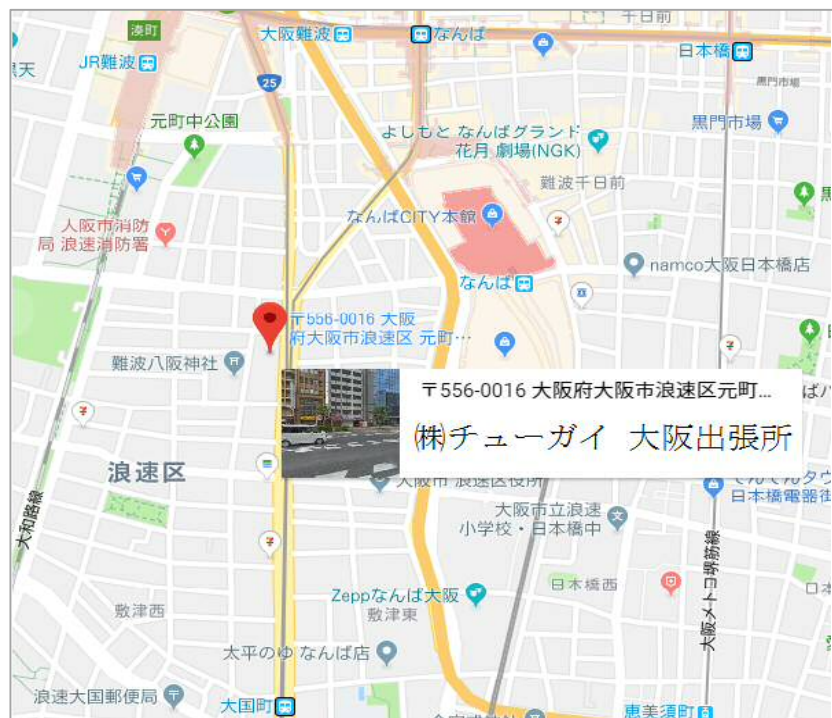 湊町
大阪難波
なんば
千日前
日本橋
JR難波
25
黒門市場
元町中公園
よしもと なんばグランド
花月 劇場(NGK)
黒門市場
難波千日前
なんばCITY本館
人阪市消防
局 浪速消防署
namco大阪日本橋店
なんば
〒556-0016 大阪
府大阪市浪速区 元町…
難波八阪神社
〒556-0016 大阪府大阪市浪速区元町...
㈱チューガイ 大阪出張所
浪速区
大阪市 浪速区役所
でんでんタウ
日本橋電器街
大阪市立浪速
小学校・日本橋中
大和路線
大阪メトロ堺筋線
日本橋西
Zeppなんば大阪
敷津東
敷津西
太平のゆ なんば店
浪速大国郵便局
大国町
恵美須町